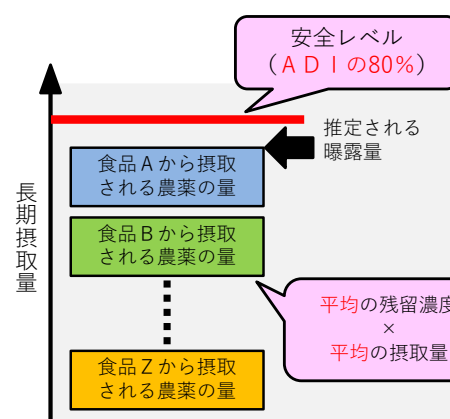 安全レベル
（ＡＤＩの80％）
推定される
曝露量
長期摂取量
食品Ａから摂取
される農薬の量
食品Ｂから摂取
される農薬の量
平均の残留濃度
×
平均の摂取量
食品Ｚから摂取
される農薬の量